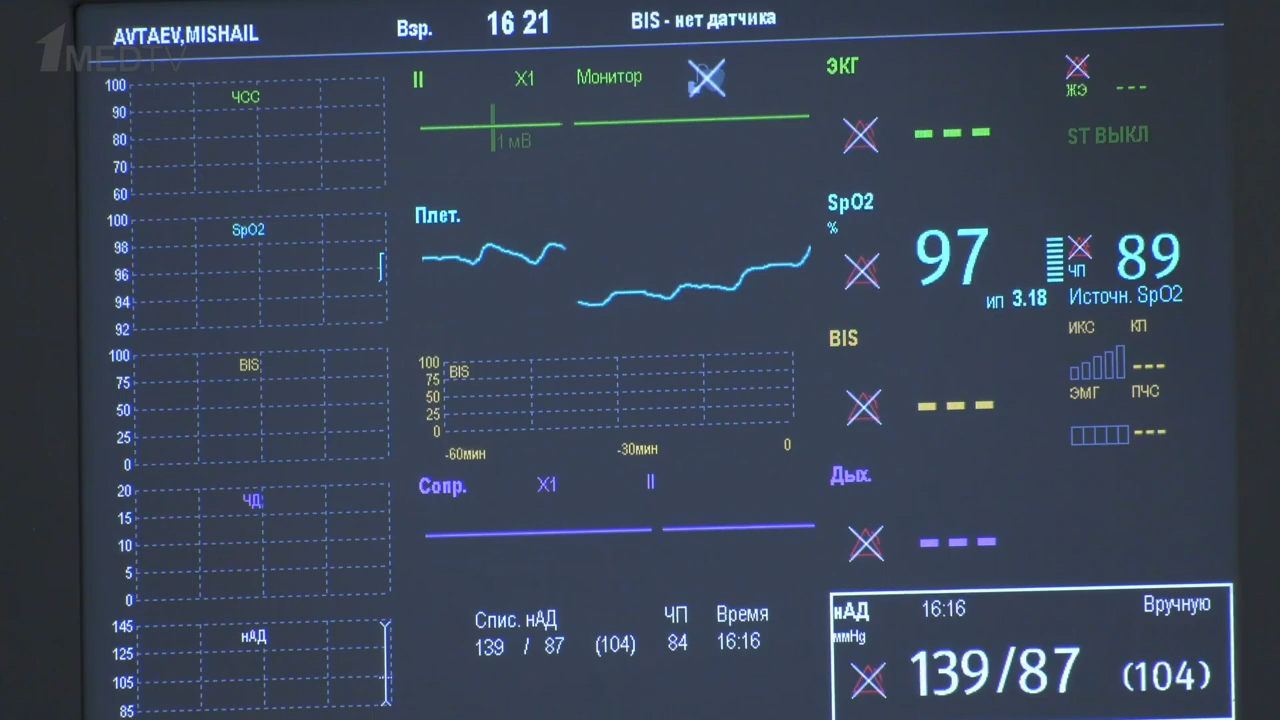 AVTAEV,MISHAIL
Взр.
16 21
BIS - нет датчика
1MEDTV
100
90
80
70
60
ЧСС
II
X1
Монитор
1 мВ
ЭКГ
---
ЖЭ ---
ST ВЫКЛ
100
98
96
94
92
SpO2
Плет.
SpO2
%
97
ип 3.18
ЧП
89
Источн. SpO2
100
75
50
25
0
BIS
100
75
50
25
0
BIS
-60мин
-30мин
0
BIS
---
ИКС
КП
---
ЭМГ
ПЧС
---
20
15
10
5
0
ЧД
Сопр.
X1
II
Дых.
---
145
125
105
85
нАД
Спис. нАД
ЧП
Время
139 / 87 (104) 84 16:16
нАД
16:16
Вручную
mmHg
139/87 (104)